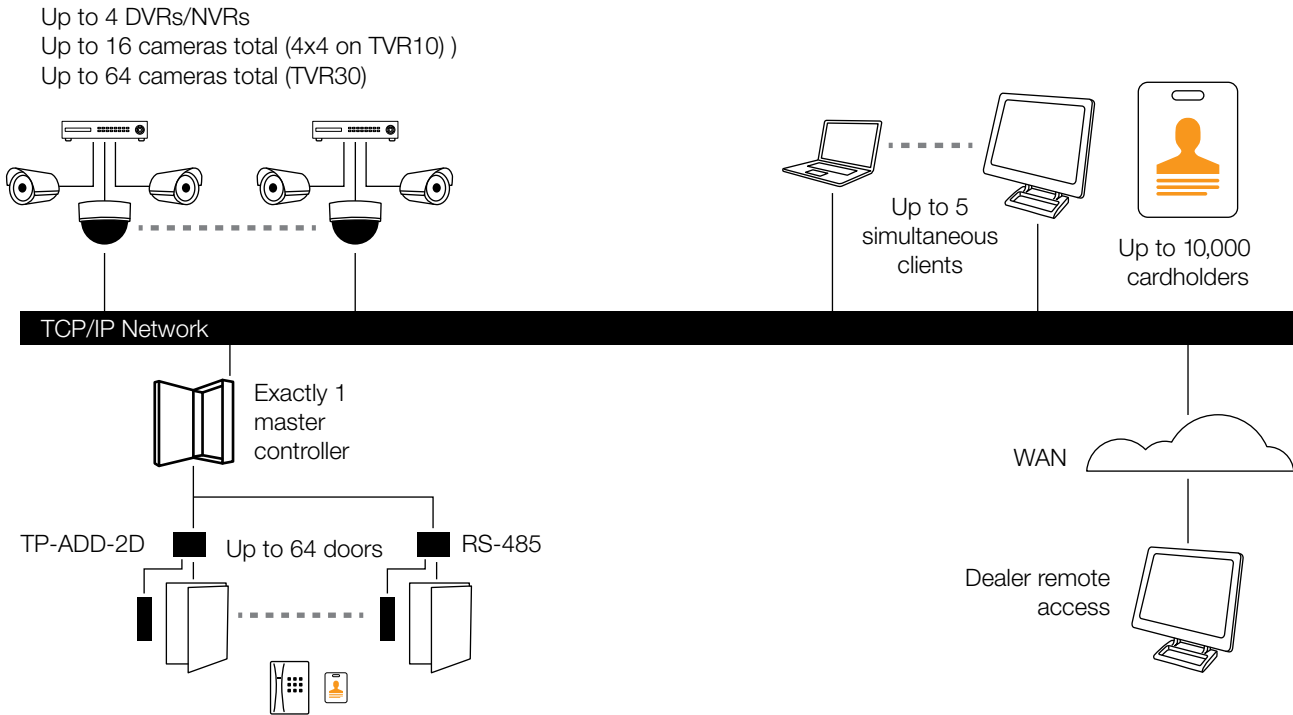 Up to 4 DVRs/NVRs
Up to 16 cameras total (4x4 on TVR10) )
Up to 64 cameras total (TVR30)
Up to 5
simultaneous
clients
Up to 10,000
cardholders
TCP/IP Network
Exactly 1
master
controller
WAN
TP-ADD-2D
Up to 64 doors
RS-485
Dealer remote
access